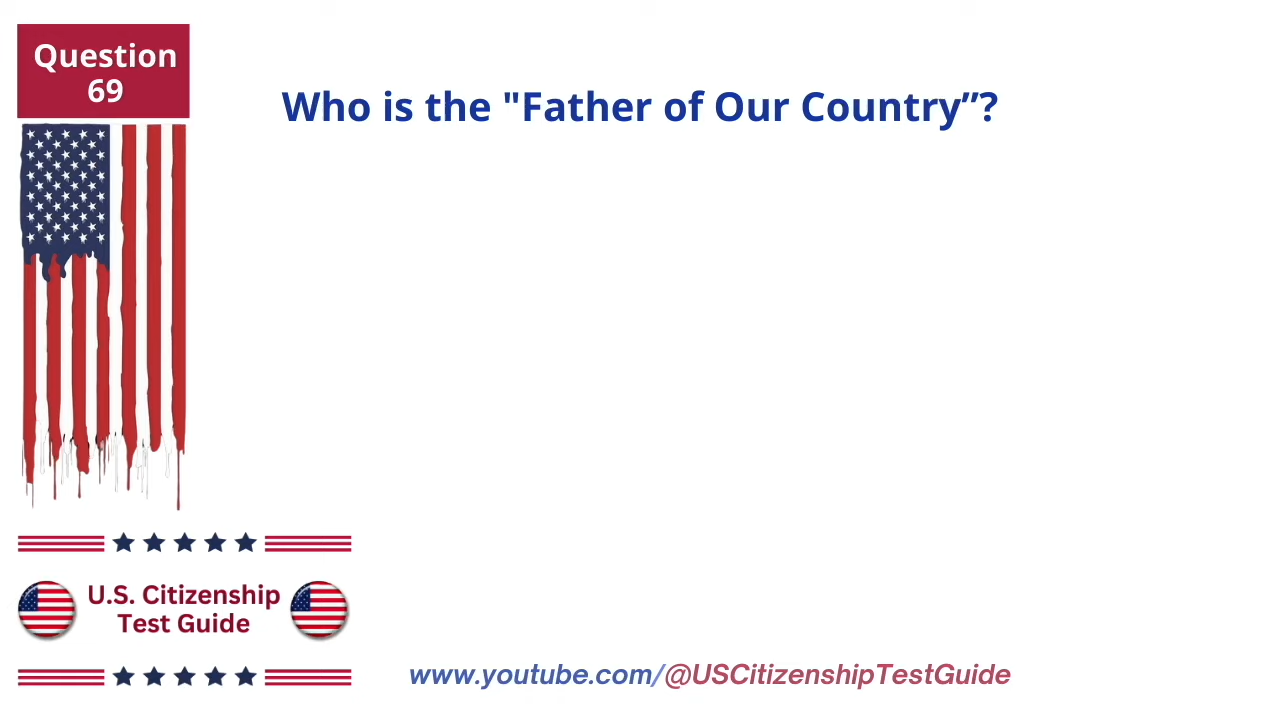 Question
69
Who is the "Father of Our Country”?
U.S. Citizenship
Test Guide
www.youtube.com/@USCitizenshipTestGuide